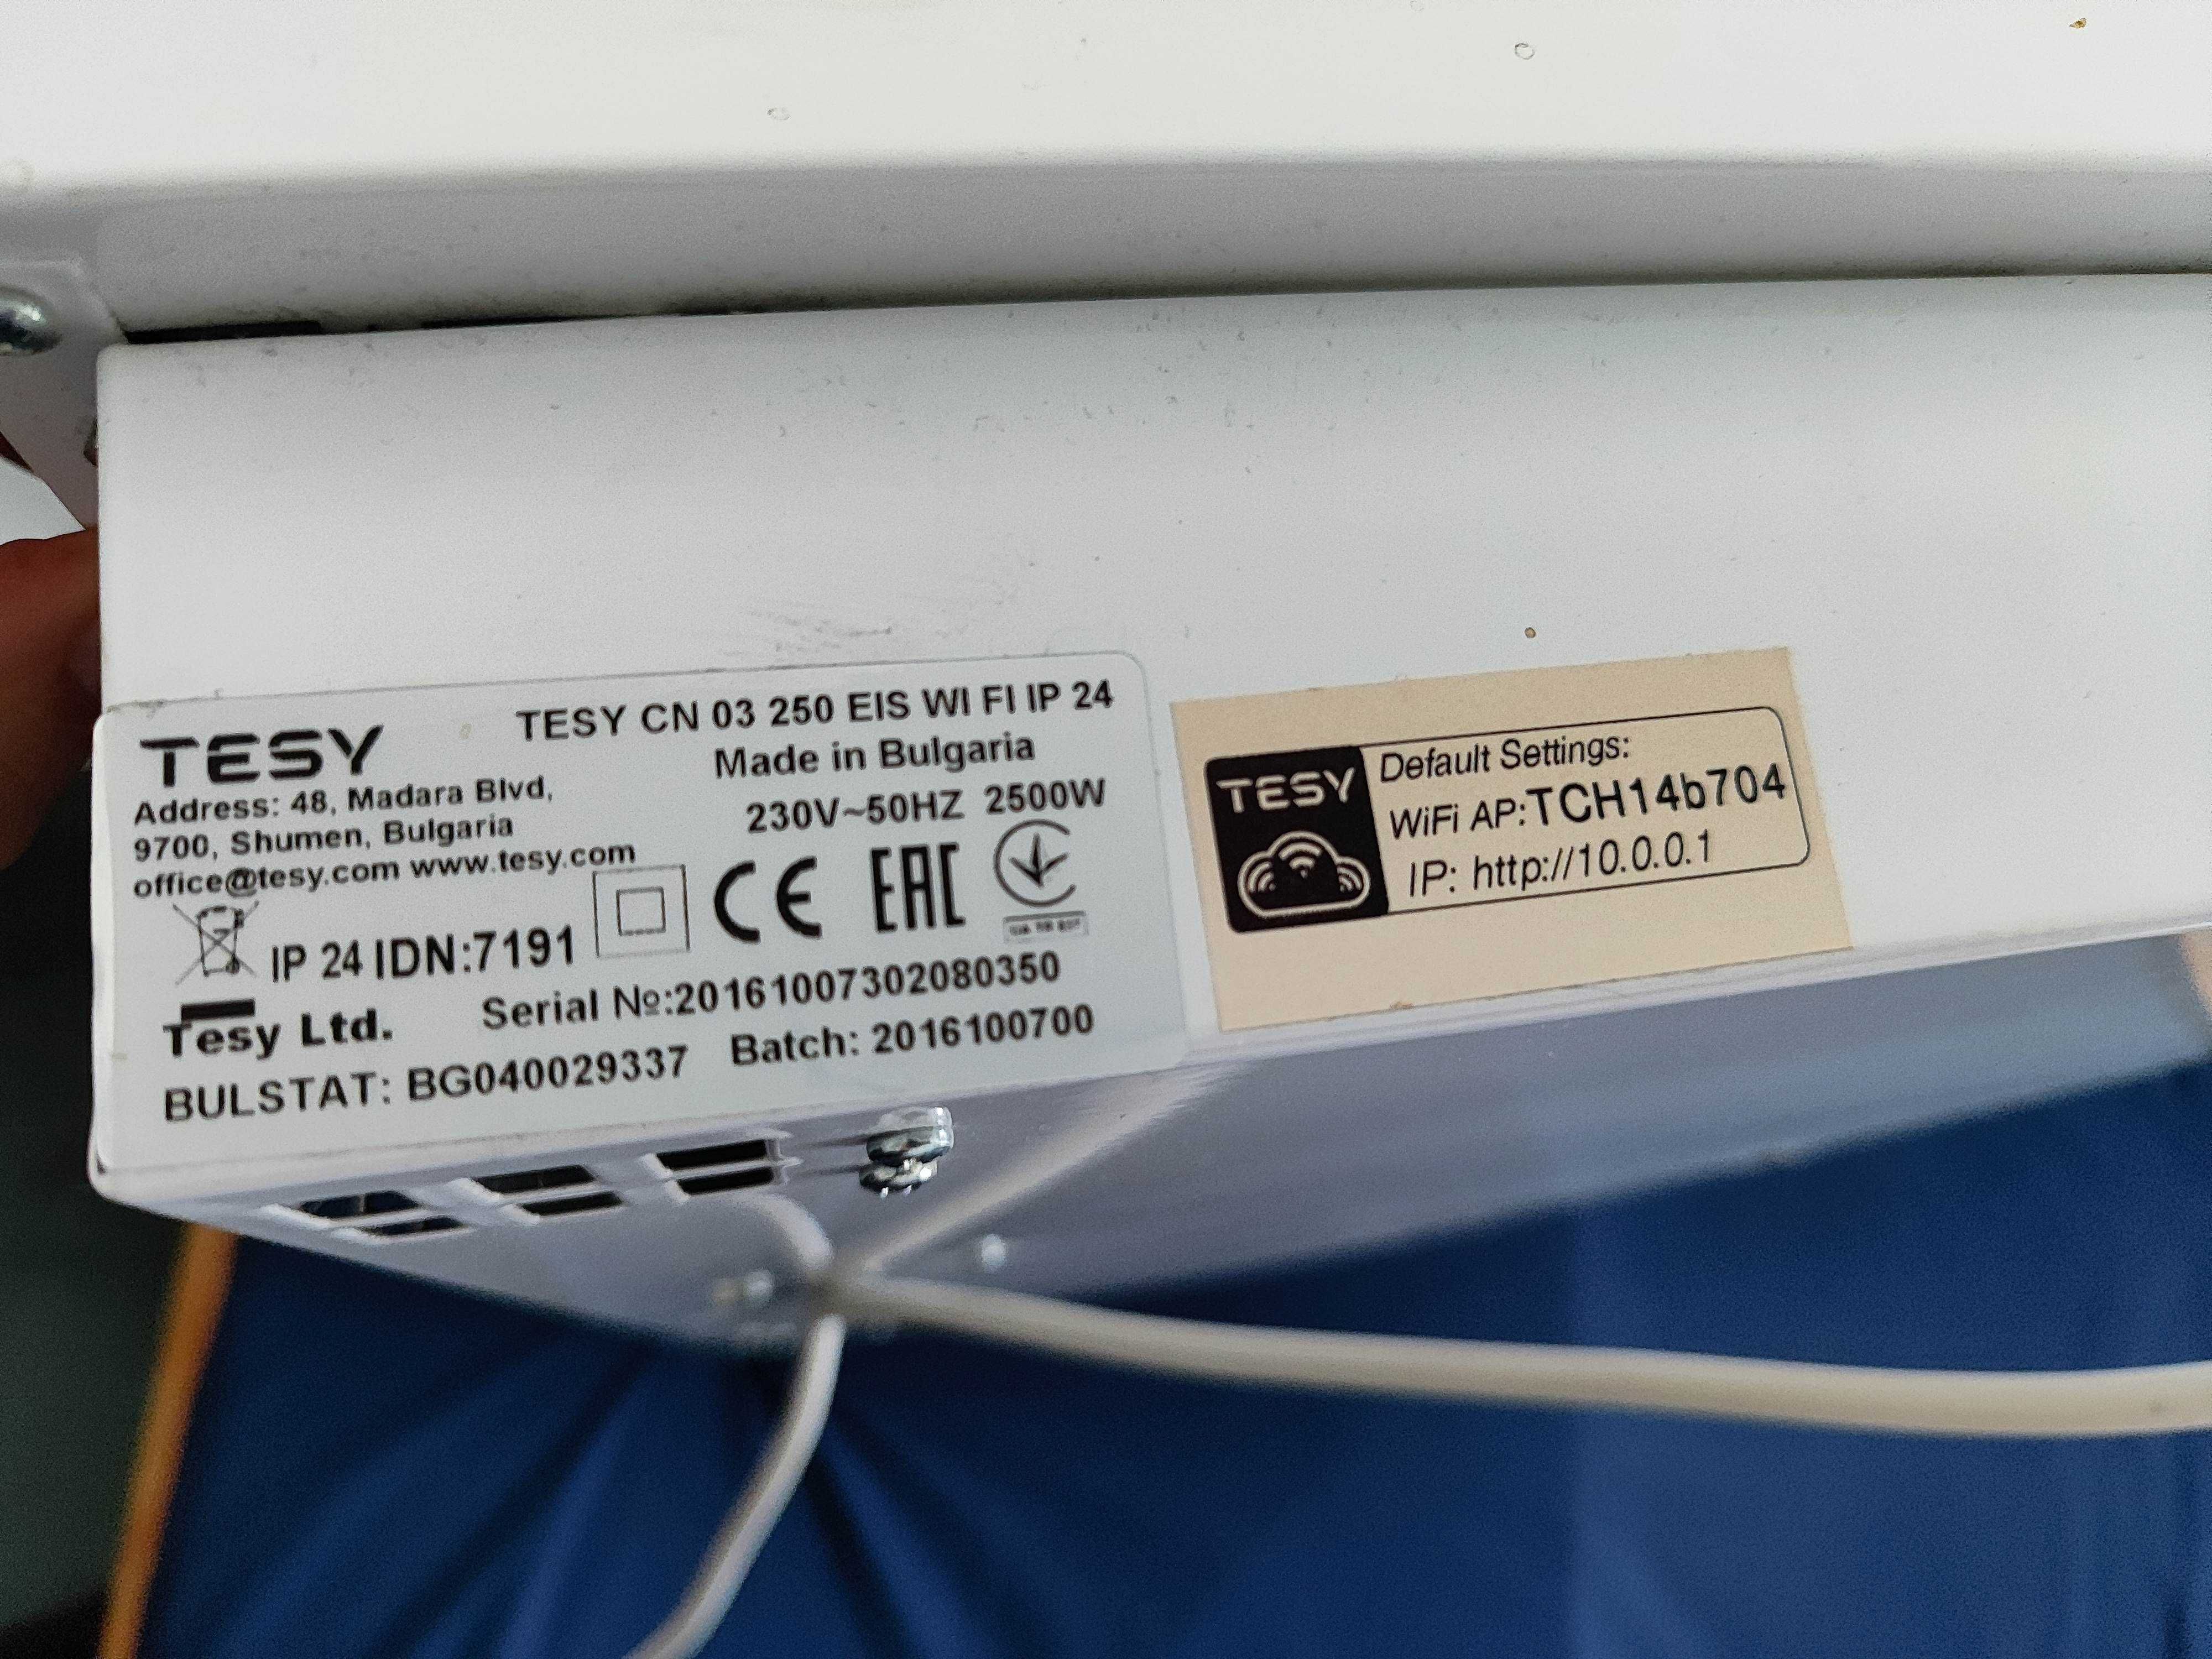 TESY
TESY CN 03 250 EIS WI FI IP 24
Made in Bulgaria
230V~50HZ 2500W
Address: 48, Madara Blvd,
9700, Shumen, Bulgaria
office@tesy.com www.tesy.com
CE EAC
IP 24 IDN:7191
Tesy Ltd.
Serial №:20161007302080350
BULSTAT: BG040029337
Batch: 2016100700
TESY
Default Settings:
WiFi AP:TCH14b704
IP: http://10.0.0.1